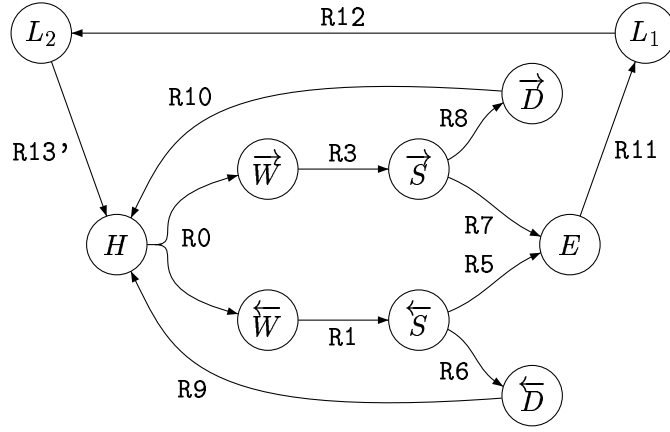 L₂ R12 L₁
R10 D⃗
R8
R13' W⃗ R3 S⃗ R11
R7
H R0 E
R5
W⃖ R1 S⃖
R6
R9 D⃖